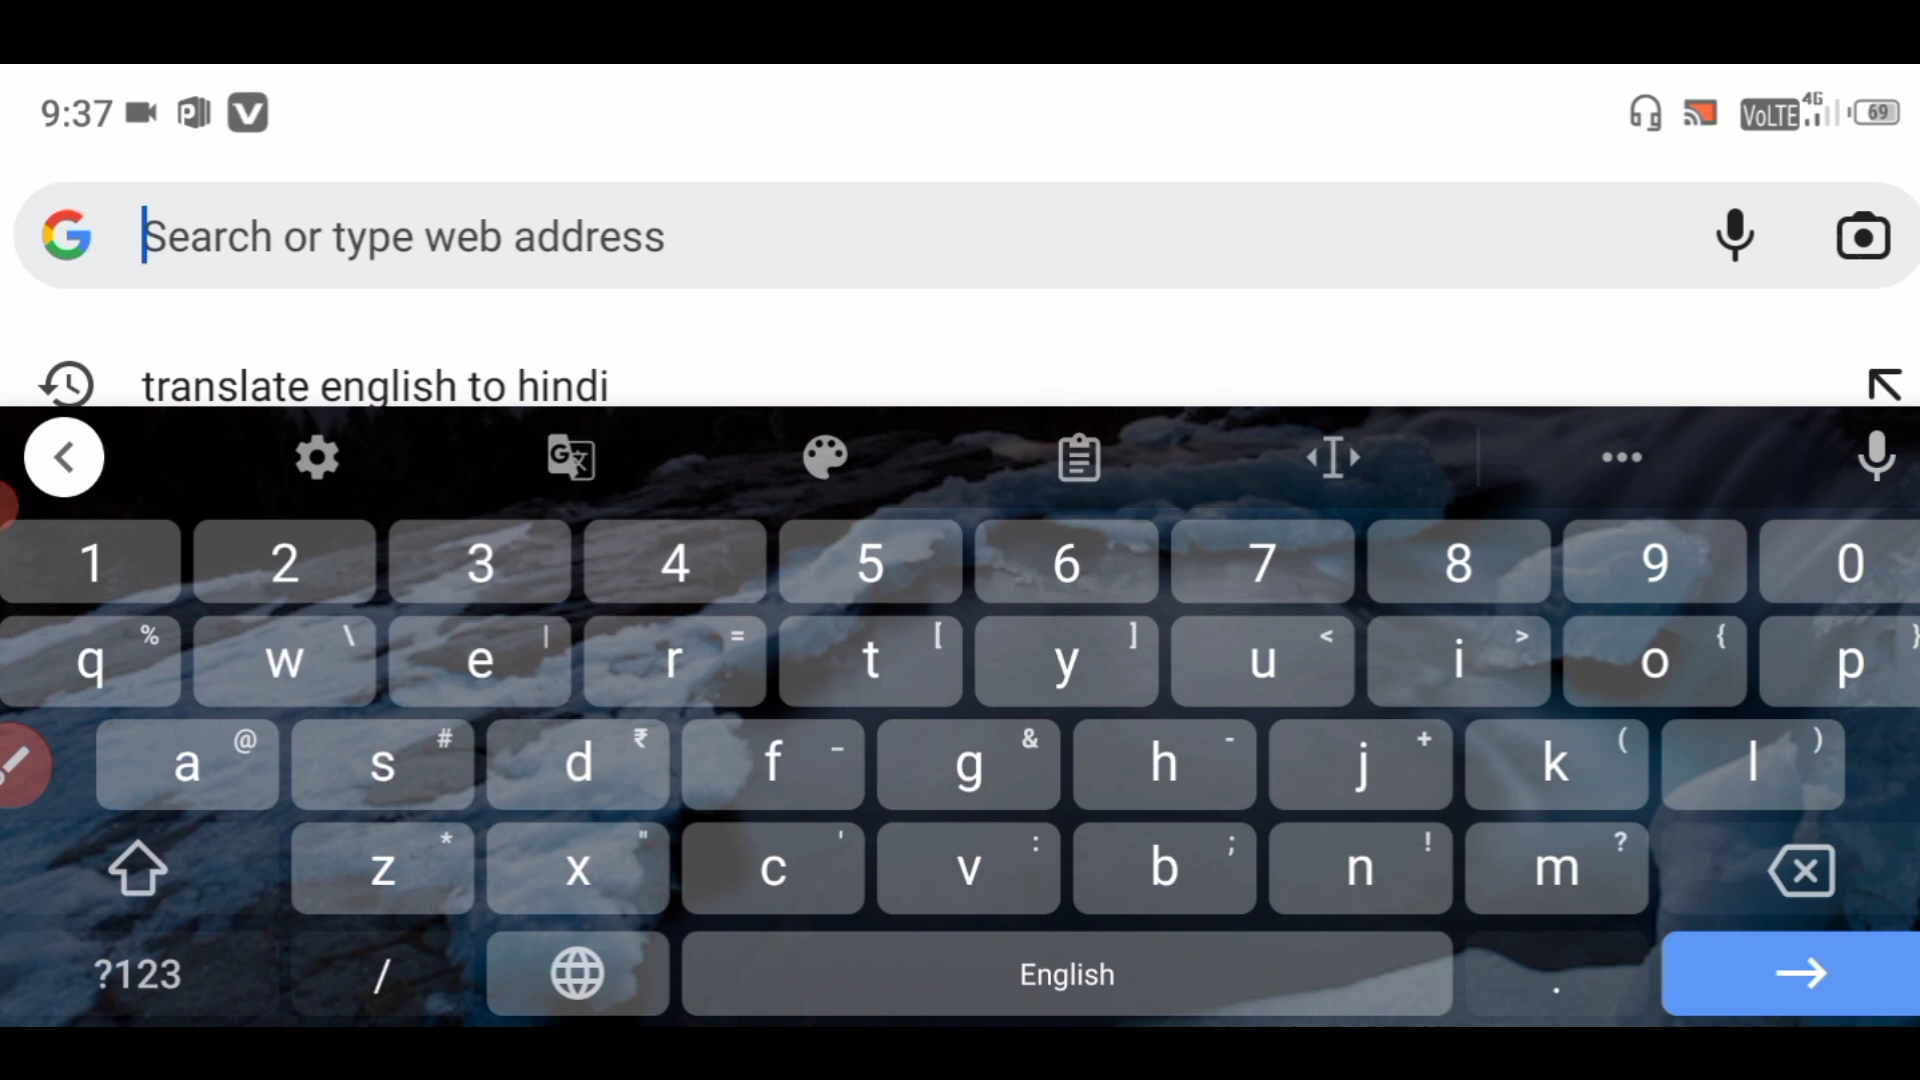 9:37
VoLTE 4G 69
Search or type web address
translate english to hindi
1 2 3 4 5 6 7 8 9 0
q % w \ e | r = t [ y ] u < i > o { p }
a @ s # d ₹ f _ g & h - j + k ( l )
z * x " c ' v : b ; n ! m ?
?123 / English .